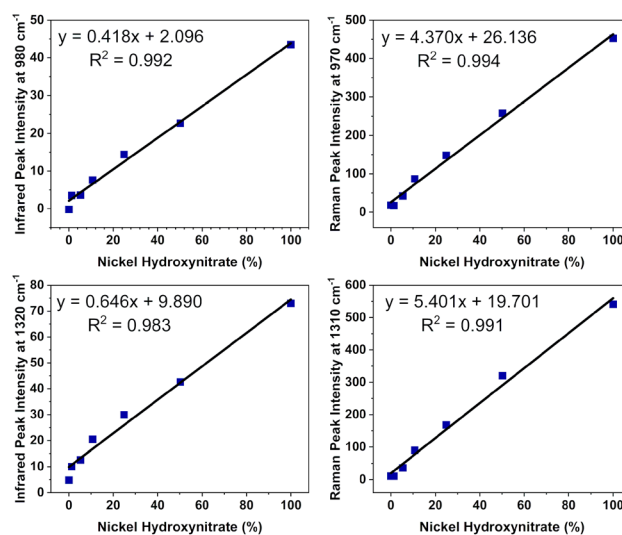 50
40
30
20
10
0
0 20 40 60 80 100
y = 0.418x + 2.096
R² = 0.992
Infrared Peak Intensity at 980 cm⁻¹
Nickel Hydroxynitrate (%)
500
400
300
200
100
0
0 20 40 60 80 100
y = 4.370x + 26.136
R² = 0.994
Raman Peak Intensity at 970 cm⁻¹
Nickel Hydroxynitrate (%)
80
70
60
50
40
30
20
10
0
0 20 40 60 80 100
y = 0.646x + 9.890
R² = 0.983
Infrared Peak Intensity at 1320 cm⁻¹
Nickel Hydroxynitrate (%)
600
500
400
300
200
100
0
0 20 40 60 80 100
y = 5.401x + 19.701
R² = 0.991
Raman Peak Intensity at 1310 cm⁻¹
Nickel Hydroxynitrate (%)